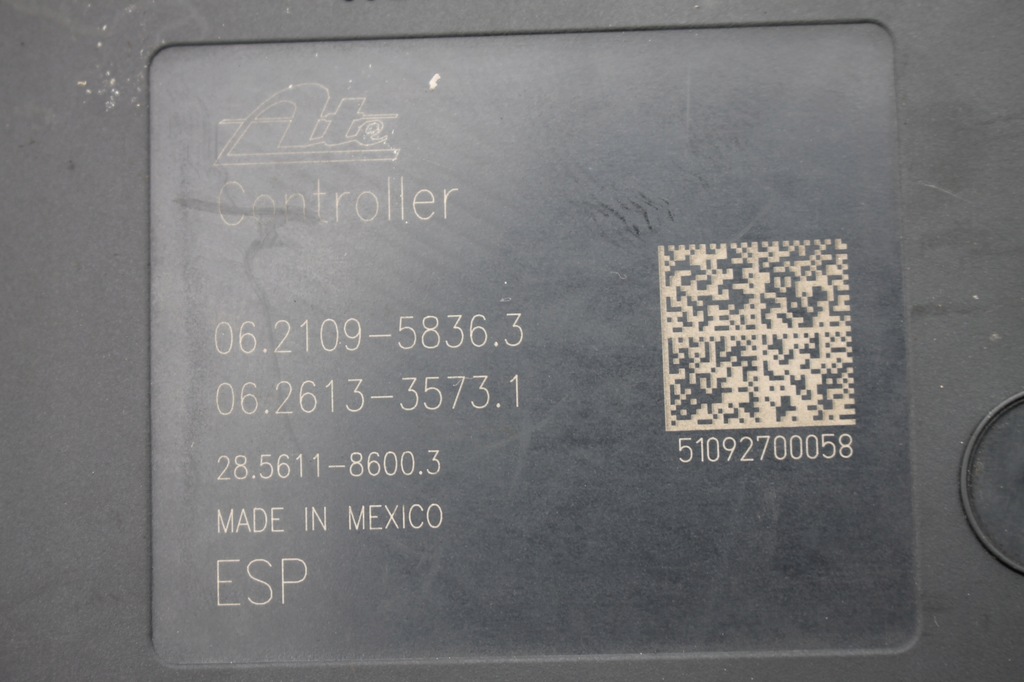 Ate
Controller
06.2109-5836.3
06.2613-3573.1
28.5611-8600.3
MADE IN MEXICO
ESP
51092700058